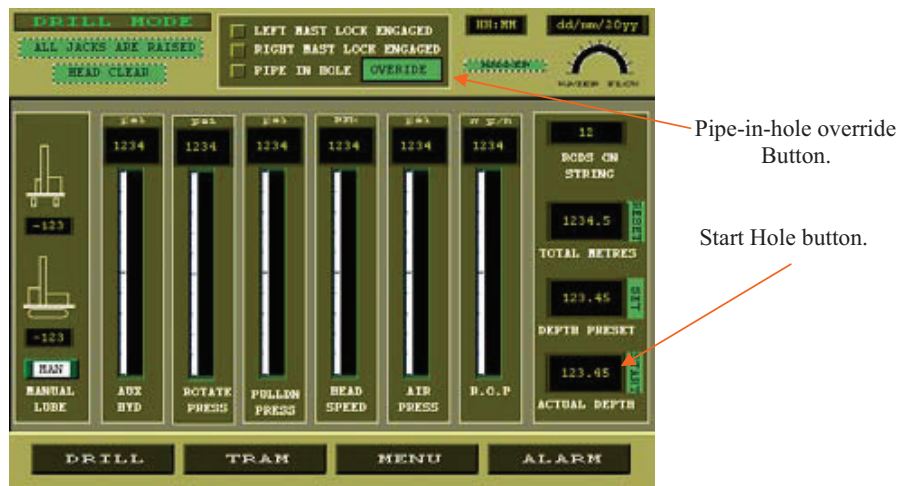 DRILL MODE
ALL JACKS ARE RAISED
HEAD CLEAR
LEFT MAST LOCK ENGAGED
RIGHT MAST LOCK ENGAGED
PIPE IN HOLE OVERIDE
HH:MM
dd/mm/20yy
WATER FLOW
Pipe-in-hole override
Button.
psi psi psi psi
1234 1234 1234 1234 1234 1234
12
RODS ON
STRING
-123
1234.5 RESET
TOTAL METRES
Start Hole button.
123.45 SET
DEPTH PRESET
-123
123.45 START
ACTUAL DEPTH
MAN
MANUAL
LUBE
AUX
HYD
ROTATE
PRESS
PULLDN
PRESS
HEAD
SPEED
AIR
PRESS
R.O.P
DRILL TRAM MENU ALARM